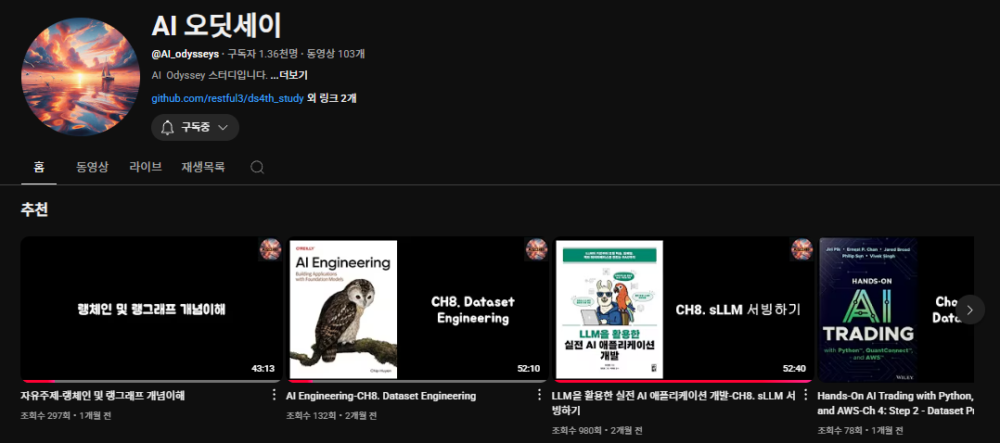 AI 오딧세이
@AI_odysseys · 구독자 1.36천명 · 동영상 103개
AI Odyssey 스터디입니다. ...더보기
github.com/restful3/ds4th_study 외 링크 2개
구독중
홈 동영상 라이브 재생목록
추천
랭체인 및 랭그래프 개념이해
43:13
O'REILLY
AI Engineering
Building Applications
with Foundation Models
Chip Huyen
CH8. Dataset
Engineering
52:10
LLM을 활용한
실전 AI 애플리케이션
개발
CH8. sLLM 서빙하기
52:40
Jiri Pik • Ernest P. Chan • Jared Broad
Philip Sun • Vivek Singh
HANDS-ON
AI
TRADING
with Python, QuantConnect,
and AWS
WILEY
Cha
Data
자유주제-랭체인 및 랭그래프 개념이해
조회수 297회 • 1개월 전
AI Engineering-CH8. Dataset Engineering
조회수 132회 • 2개월 전
LLM을 활용한 실전 AI 애플리케이션 개발-CH8. sLLM 서
빙하기
조회수 980회 • 2개월 전
Hands-On AI Trading with Python,
and AWS-Ch 4: Step 2 - Dataset Pr
조회수 78회 • 1개월 전